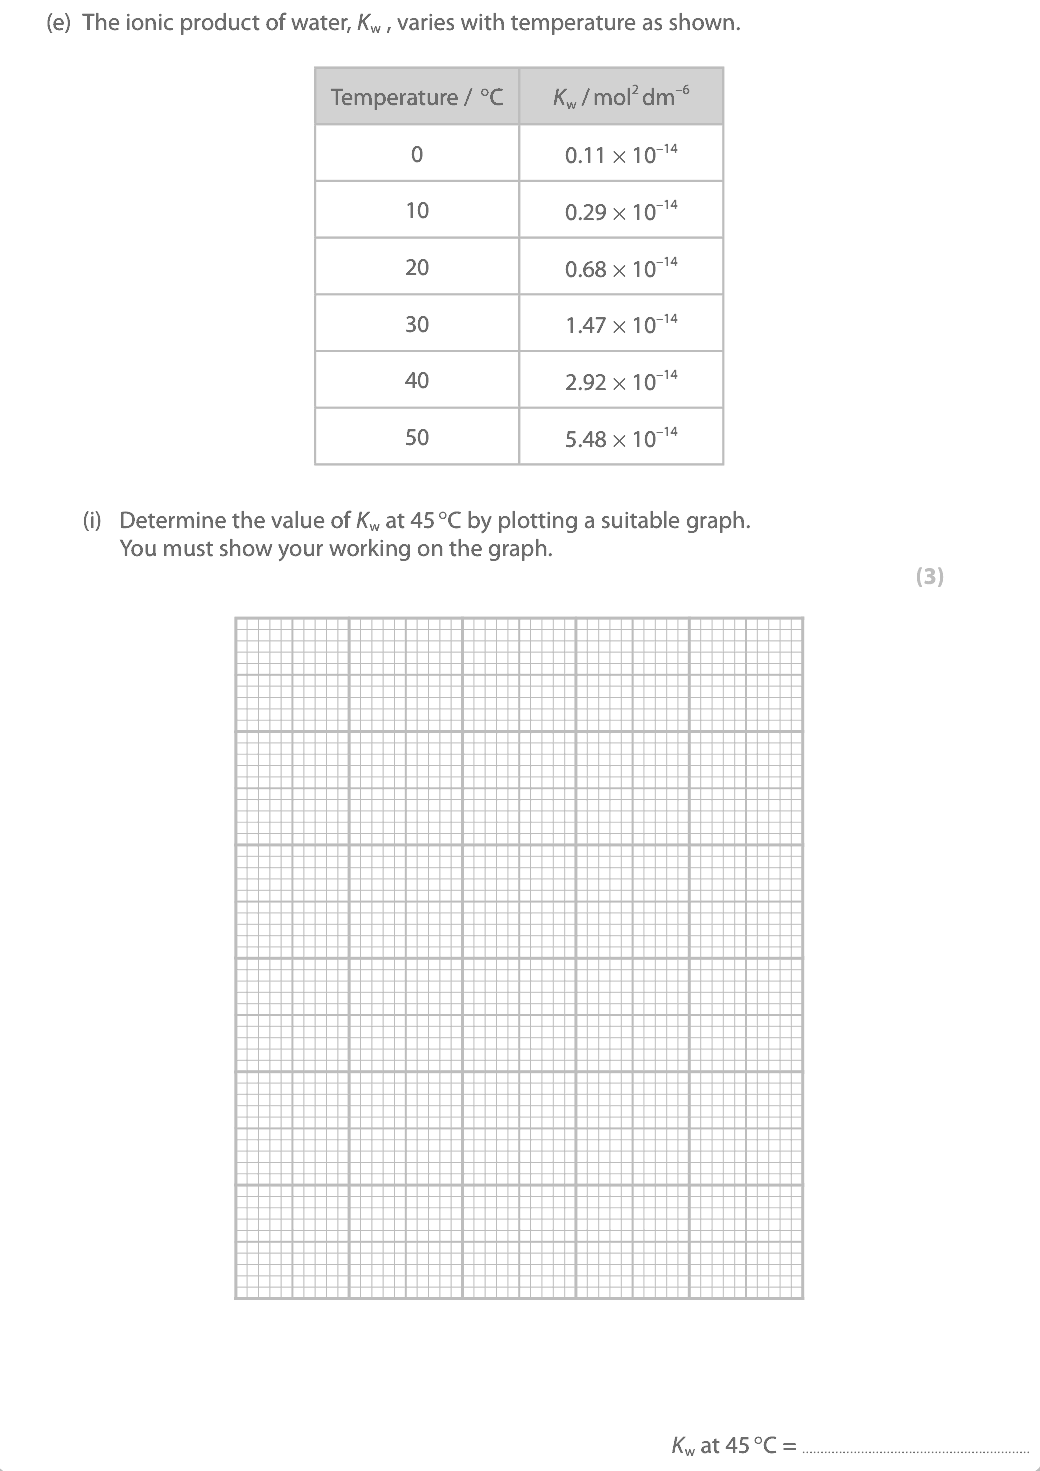 (e) The ionic product of water, Kw , varies with temperature as shown.
Temperature / °C Kw / mol² dm⁻⁶
0 0.11 × 10⁻¹⁴
10 0.29 × 10⁻¹⁴
20 0.68 × 10⁻¹⁴
30 1.47 × 10⁻¹⁴
40 2.92 × 10⁻¹⁴
50 5.48 × 10⁻¹⁴
(i) Determine the value of Kw at 45 °C by plotting a suitable graph.
You must show your working on the graph.
(3)
Kw at 45 °C = ............................................................